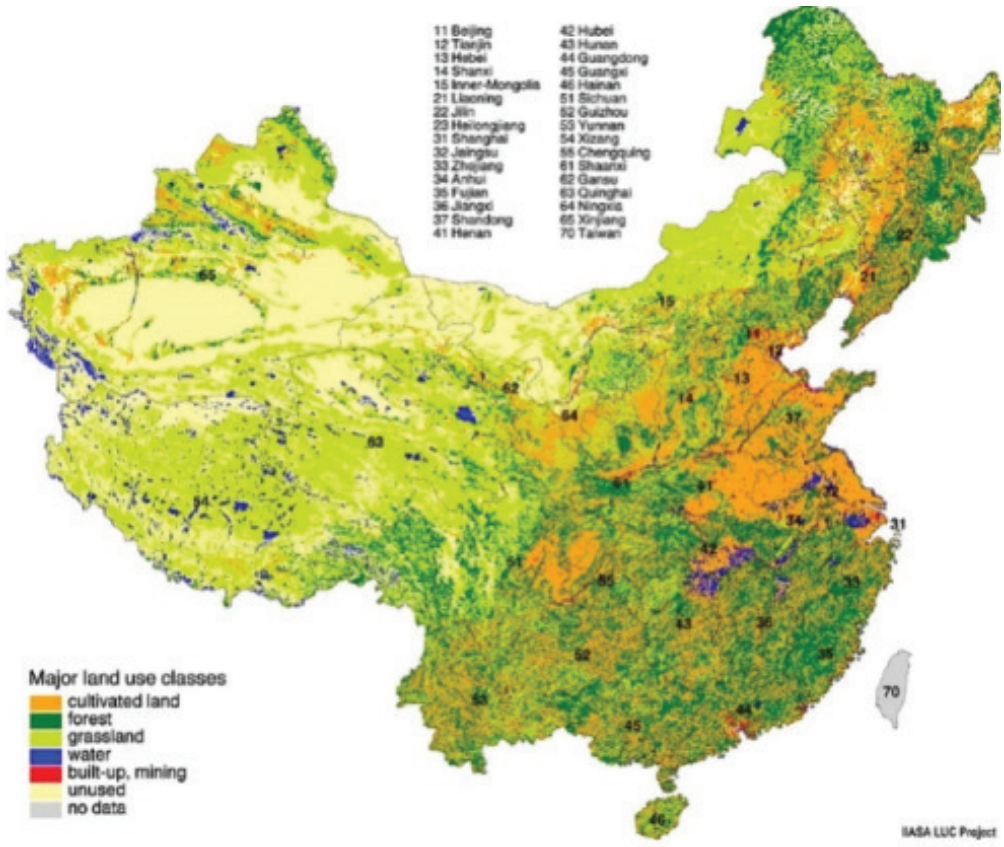 11 Beijing
12 Tianjin
13 Hebei
14 Shanxi
15 Inner-Mongolia
21 Liaoning
22 Jilin
23 Heilongjiang
31 Shanghai
32 Jaingsu
33 Zhejiang
34 Anhui
35 Fujian
36 Jiangxi
37 Shandong
41 Henan
42 Hubei
43 Hunan
44 Guangdong
45 Guangxi
46 Hainan
51 Sichuan
52 Guizhou
53 Yunnan
54 Xizang
55 Chengquing
61 Shaanxi
62 Gansu
63 Quinghai
64 Ningxia
65 Xinjiang
70 Taiwan
23
22
21
65
15
11
12
13
62
14
64
37
63
61
41
32
54
34
31
42
51
55
33
43
36
52
35
53
70
44
45
46
Major land use classes
cultivated land
forest
grassland
water
built-up, mining
unused
no data
IIASA LUC Project